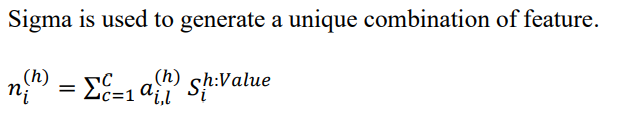 Sigma is used to generate a unique combination of feature.
n_i^{(h)} = Σ_{c=1}^{C} a_{i,l}^{(h)} S_i^{h:Value}